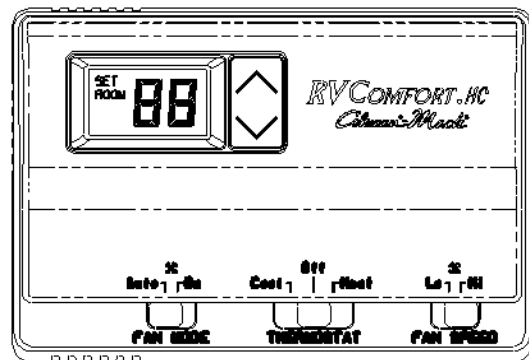 SET
ROOM
88
RVCOMFORT.HC
Coleman-Mach
Auto On
Cool Off Heat
Lo Hi
FAN MODE THERMOSTAT FAN SPEED